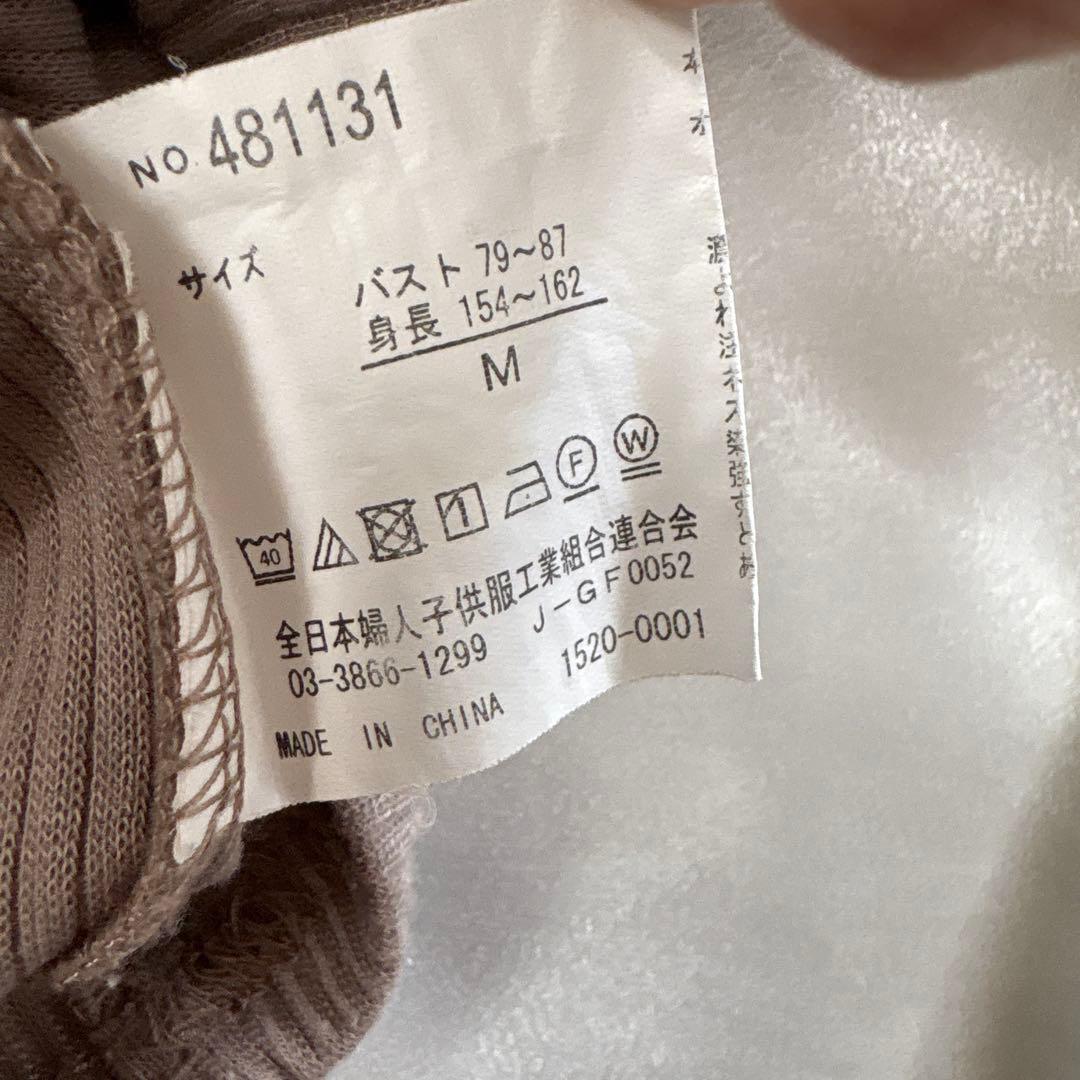 NO. 481131
サイズ
バスト 79～87
身長 154～162
M
40
F
W
全日本婦人子供服工業組合連合会
03-3866-1299 J-GF0052
1520-0001
MADE IN CHINA